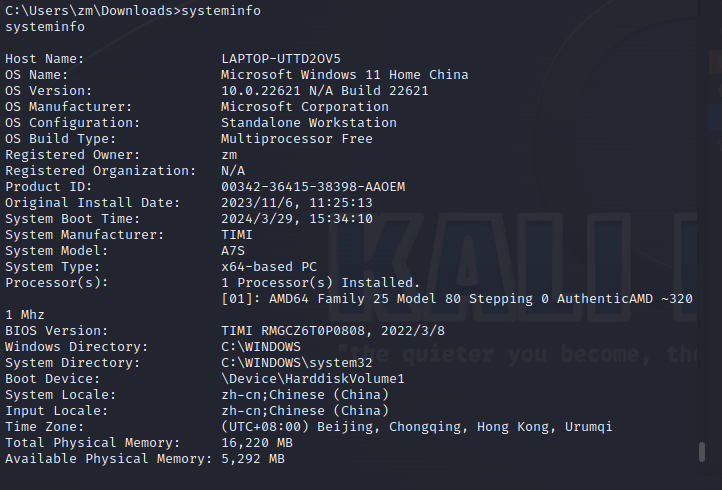 C:\Users\zm\Downloads>systeminfo
systeminfo
Host Name:                 LAPTOP-UTTD2OV5
OS Name:                   Microsoft Windows 11 Home China
OS Version:                10.0.22621 N/A Build 22621
OS Manufacturer:           Microsoft Corporation
OS Configuration:          Standalone Workstation
OS Build Type:             Multiprocessor Free
Registered Owner:          zm
Registered Organization:   N/A
Product ID:                00342-36415-38398-AAOEM
Original Install Date:     2023/11/6, 11:25:13
System Boot Time:          2024/3/29, 15:34:10
System Manufacturer:       TIMI
System Model:              A7S
System Type:               x64-based PC
Processor(s):              1 Processor(s) Installed.
                           [01]: AMD64 Family 25 Model 80 Stepping 0 AuthenticAMD ~320
1 Mhz
BIOS Version:              TIMI RMGCZ6T0P0808, 2022/3/8
Windows Directory:         C:\WINDOWS
System Directory:          C:\WINDOWS\system32
Boot Device:               \Device\HarddiskVolume1
System Locale:             zh-cn;Chinese (China)
Input Locale:              zh-cn;Chinese (China)
Time Zone:                 (UTC+08:00) Beijing, Chongqing, Hong Kong, Urumqi
Total Physical Memory:     16,220 MB
Available Physical Memory: 5,292 MB
KALI
"the quieter you become, the